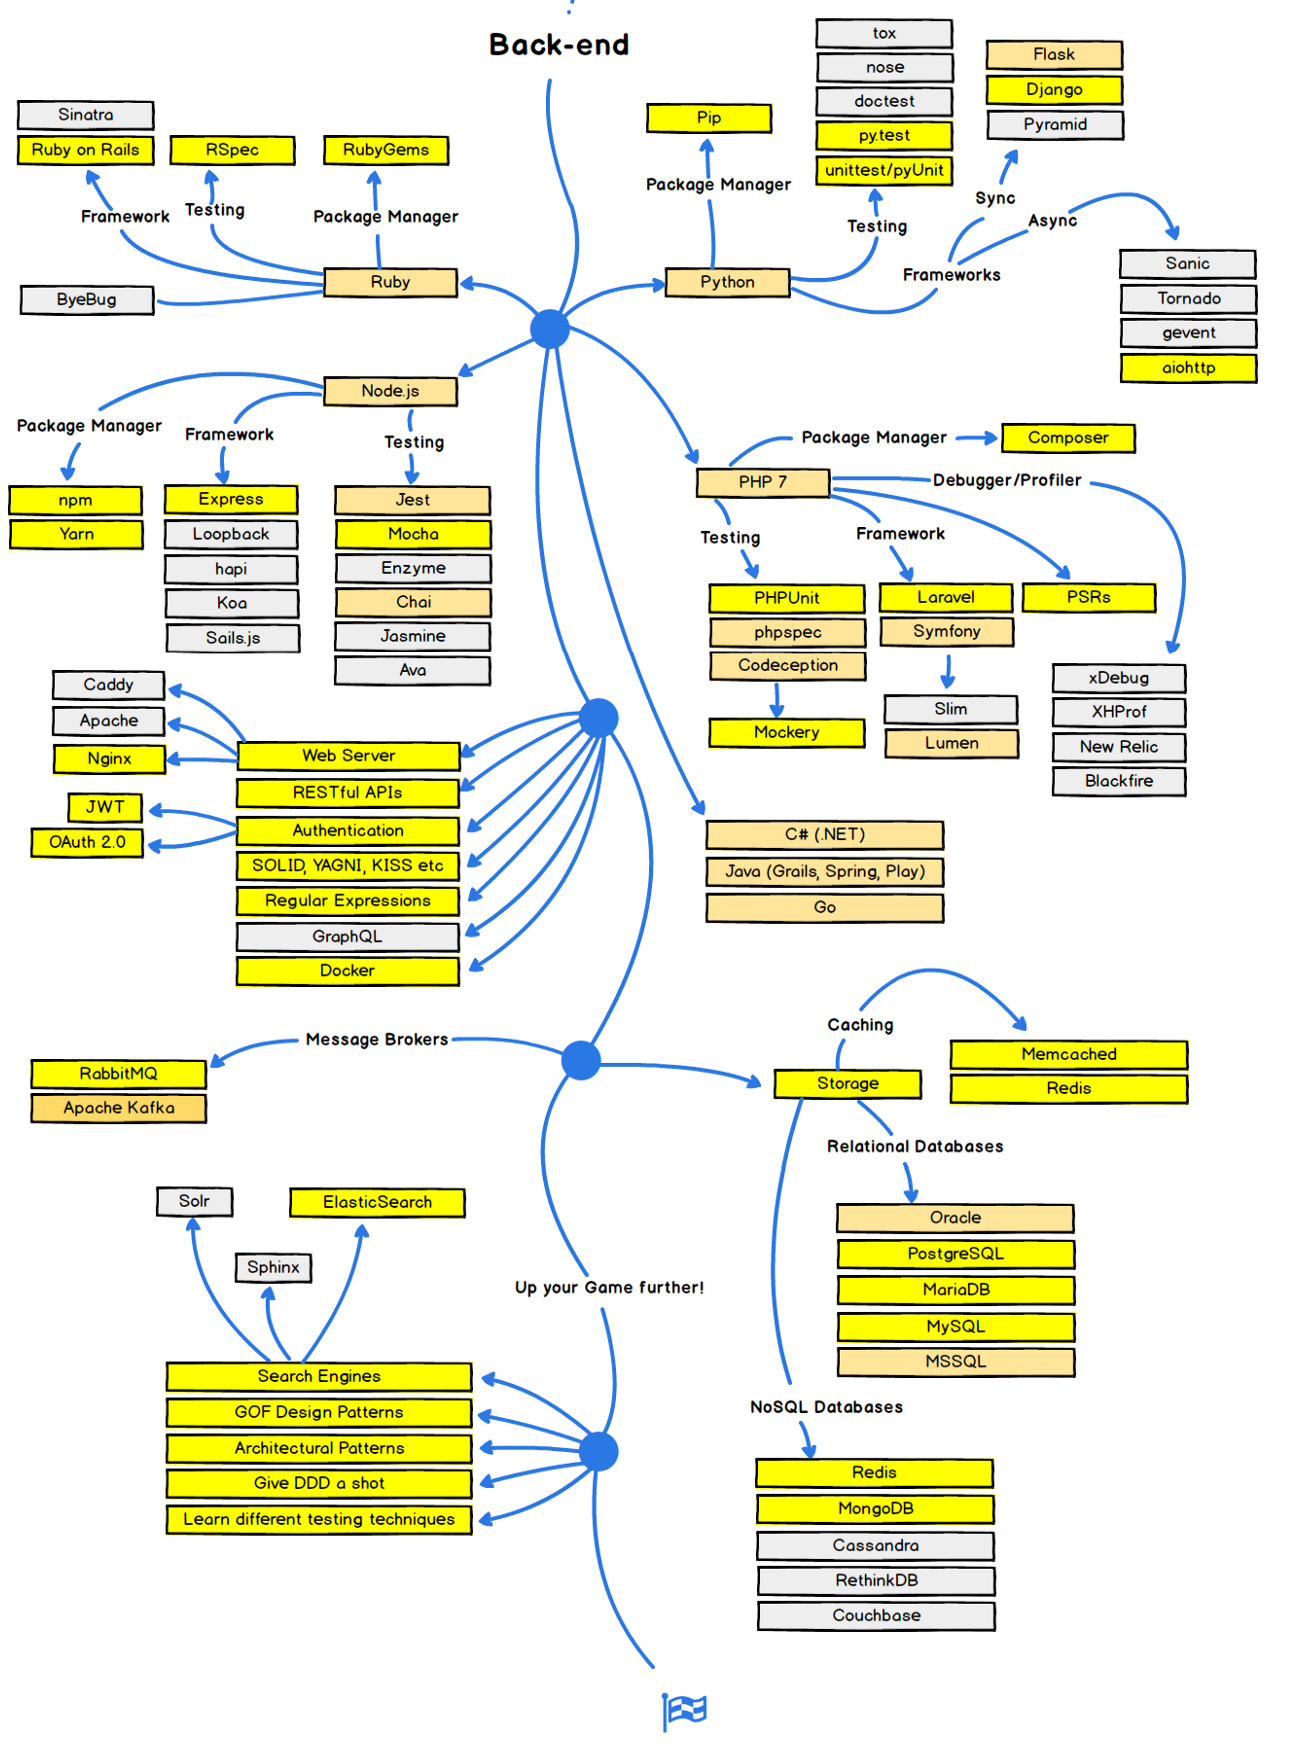 Back-end
Sinatra
Ruby on Rails
RSpec
RubyGems
Framework
Testing
Package Manager
Ruby
ByeBug
Pip
Package Manager
Python
tox
nose
doctest
py.test
unittest/pyUnit
Testing
Flask
Django
Pyramid
Sync
Async
Frameworks
Sanic
Tornado
gevent
aiohttp
Node.js
Package Manager
Framework
Testing
npm
Yarn
Express
Loopback
hapi
Koa
Sails.js
Jest
Mocha
Enzyme
Chai
Jasmine
Ava
PHP 7
Package Manager
Composer
Debugger/Profiler
Testing
Framework
PHPUnit
phpspec
Codeception
Mockery
Laravel
Symfony
Slim
Lumen
PSRs
xDebug
XHProf
New Relic
Blackfire
Caddy
Apache
Nginx
JWT
OAuth 2.0
Web Server
RESTful APIs
Authentication
SOLID, YAGNI, KISS etc
Regular Expressions
GraphQL
Docker
C# (.NET)
Java (Grails, Spring, Play)
Go
Message Brokers
RabbitMQ
Apache Kafka
Caching
Storage
Memcached
Redis
Relational Databases
Oracle
PostgreSQL
MariaDB
MySQL
MSSQL
NoSQL Databases
Redis
MongoDB
Cassandra
RethinkDB
Couchbase
Up your Game further!
Solr
ElasticSearch
Sphinx
Search Engines
GOF Design Patterns
Architectural Patterns
Give DDD a shot
Learn different testing techniques